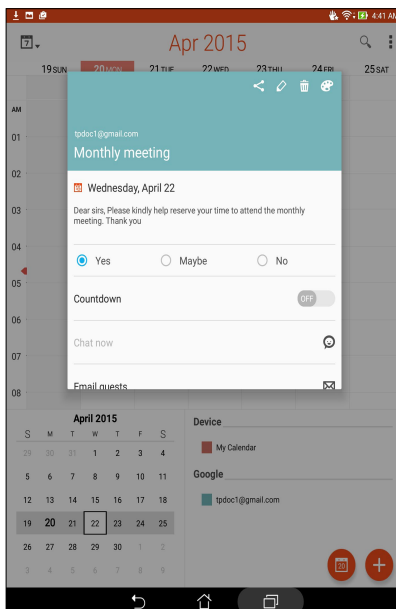 4:41 AM
7
Apr 2015
19 SUN 20 MON 21 TUE 22 WED 23 THU 24 FRI 25 SAT
AM
01
02
03
04
05
06
07
08
tpdoc1@gmail.com
Monthly meeting
Wednesday, April 22
Dear sirs, Please kindly help reserve your time to attend the monthly
meeting. Thank you
Yes Maybe No
Countdown OFF
Chat now
Email guests
April 2015
S M T W T F S
29 30 31 1 2 3 4
5 6 7 8 9 10 11
12 13 14 15 16 17 18
19 20 21 22 23 24 25
26 27 28 29 30 1 2
3 4 5 6 7 8 9
Device
My Calendar
Google
tpdoc1@gmail.com
20